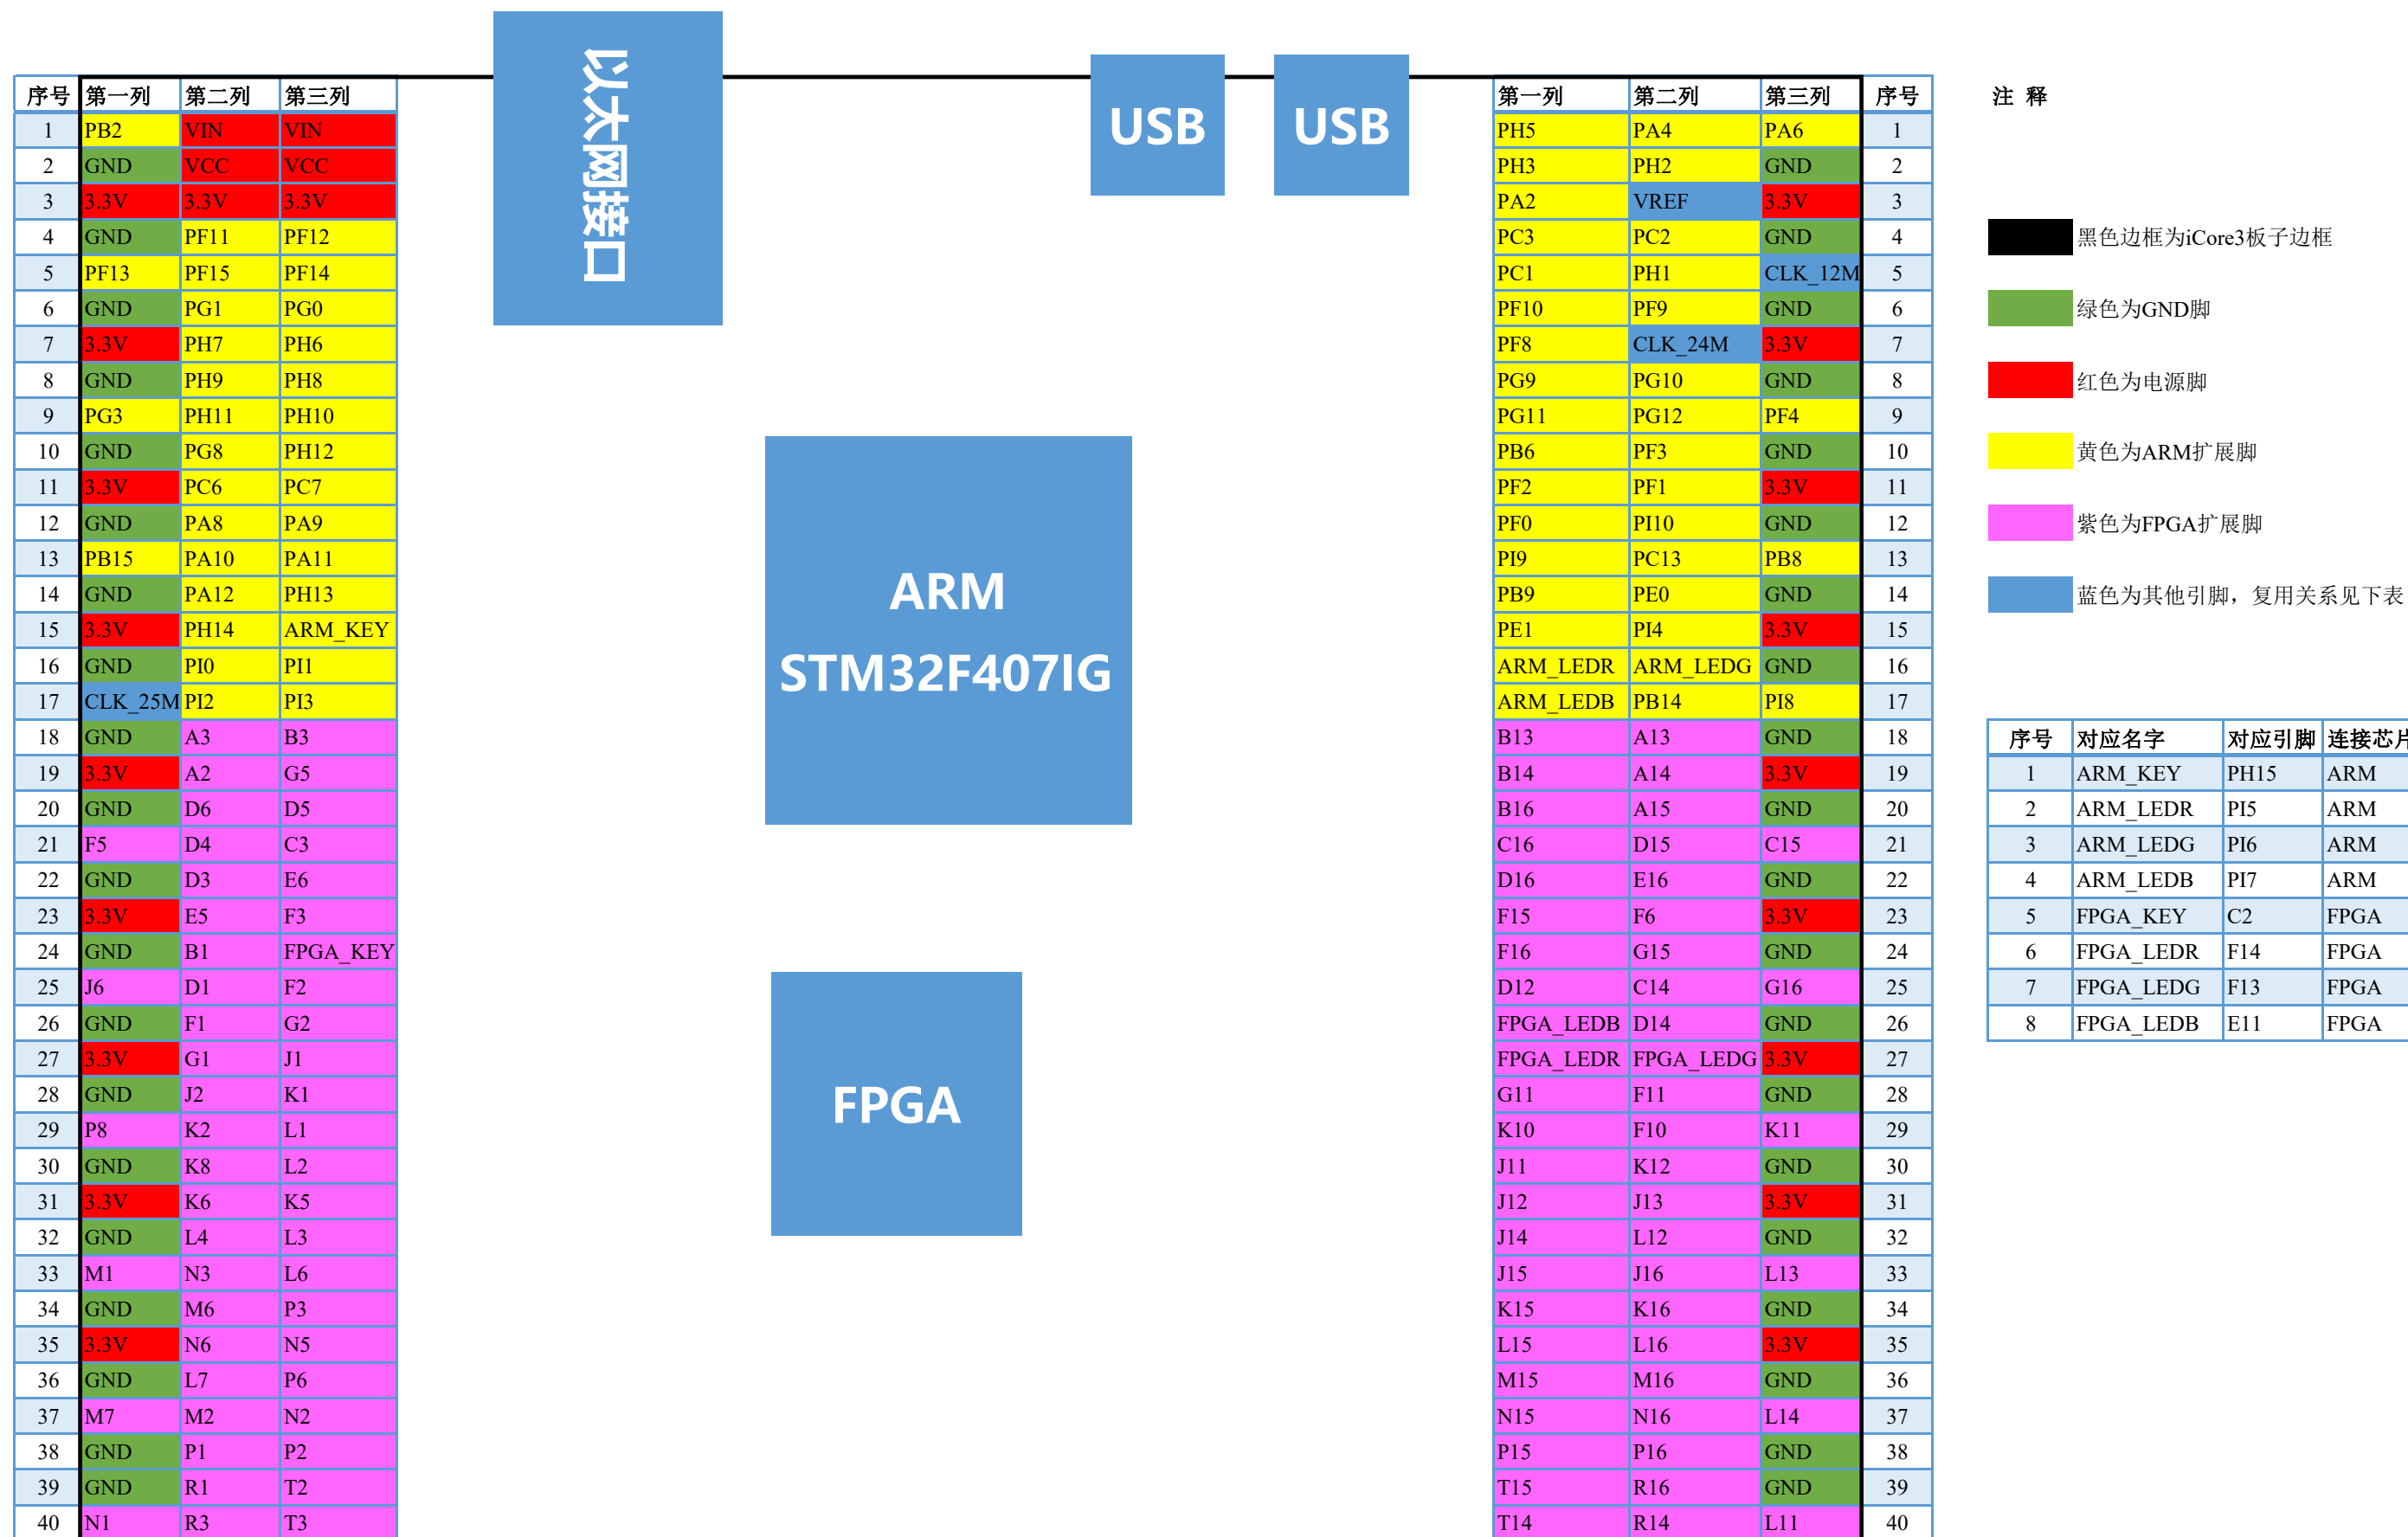 以太网接口
USB USB
序号 第一列 第二列 第三列
1 PB2 VIN VIN
2 GND VCC VCC
3 3.3V 3.3V 3.3V
4 GND PF11 PF12
5 PF13 PF15 PF14
6 GND PG1 PG0
7 3.3V PH7 PH6
8 GND PH9 PH8
9 PG3 PH11 PH10
10 GND PG8 PH12
11 3.3V PC6 PC7
12 GND PA8 PA9
13 PB15 PA10 PA11
14 GND PA12 PH13
15 3.3V PH14 ARM_KEY
16 GND PI0 PI1
17 CLK_25M PI2 PI3
18 GND A3 B3
19 3.3V A2 G5
20 GND D6 D5
21 F5 D4 C3
22 GND D3 E6
23 3.3V E5 F3
24 GND B1 FPGA_KEY
25 J6 D1 F2
26 GND F1 G2
27 3.3V G1 J1
28 GND J2 K1
29 P8 K2 L1
30 GND K8 L2
31 3.3V K6 K5
32 GND L4 L3
33 M1 N3 L6
34 GND M6 P3
35 3.3V N6 N5
36 GND L7 P6
37 M7 M2 N2
38 GND P1 P2
39 GND R1 T2
40 N1 R3 T3
ARM
STM32F407IG
FPGA
第一列 第二列 第三列 序号
PH5 PA4 PA6 1
PH3 PH2 GND 2
PA2 VREF 3.3V 3
PC3 PC2 GND 4
PC1 PH1 CLK_12M 5
PF10 PF9 GND 6
PF8 CLK_24M 3.3V 7
PG9 PG10 GND 8
PG11 PG12 PF4 9
PB6 PF3 GND 10
PF2 PF1 3.3V 11
PF0 PI10 GND 12
PI9 PC13 PB8 13
PB9 PE0 GND 14
PE1 PI4 3.3V 15
ARM_LEDR ARM_LEDG GND 16
ARM_LEDB PB14 PI8 17
B13 A13 GND 18
B14 A14 3.3V 19
B16 A15 GND 20
C16 D15 C15 21
D16 E16 GND 22
F15 F6 3.3V 23
F16 G15 GND 24
D12 C14 G16 25
FPGA_LEDB D14 GND 26
FPGA_LEDR FPGA_LEDG 3.3V 27
G11 F11 GND 28
K10 F10 K11 29
J11 K12 GND 30
J12 J13 3.3V 31
J14 L12 GND 32
J15 J16 L13 33
K15 K16 GND 34
L15 L16 3.3V 35
M15 M16 GND 36
N15 N16 L14 37
P15 P16 GND 38
T15 R16 GND 39
T14 R14 L11 40
注 释
黑色边框为iCore3板子边框
绿色为GND脚
红色为电源脚
黄色为ARM扩展脚
紫色为FPGA扩展脚
蓝色为其他引脚，复用关系见下表
序号 对应名字 对应引脚 连接芯片
1 ARM_KEY PH15 ARM
2 ARM_LEDR PI5 ARM
3 ARM_LEDG PI6 ARM
4 ARM_LEDB PI7 ARM
5 FPGA_KEY C2 FPGA
6 FPGA_LEDR F14 FPGA
7 FPGA_LEDG F13 FPGA
8 FPGA_LEDB E11 FPGA